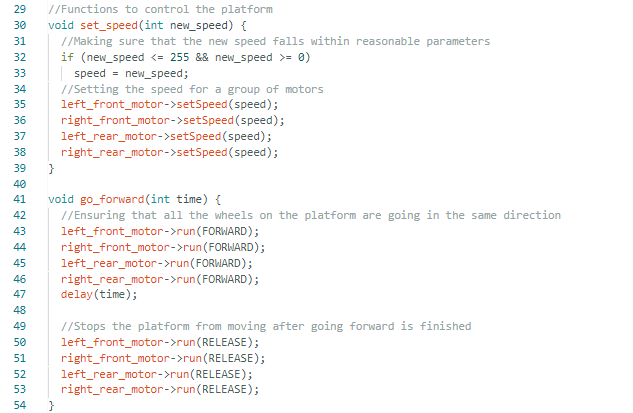 29 //Functions to control the platform
30 void set_speed(int new_speed) {
31 //Making sure that the new speed falls within reasonable parameters
32 if (new_speed <= 255 && new_speed >= 0)
33 speed = new_speed;
34 //Setting the speed for a group of motors
35 left_front_motor->setSpeed(speed);
36 right_front_motor->setSpeed(speed);
37 left_rear_motor->setSpeed(speed);
38 right_rear_motor->setSpeed(speed);
39 }
40
41 void go_forward(int time) {
42 //Ensuring that all the wheels on the platform are going in the same direction
43 left_front_motor->run(FORWARD);
44 right_front_motor->run(FORWARD);
45 left_rear_motor->run(FORWARD);
46 right_rear_motor->run(FORWARD);
47 delay(time);
48
49 //Stops the platform from moving after going forward is finished
50 left_front_motor->run(RELEASE);
51 right_front_motor->run(RELEASE);
52 left_rear_motor->run(RELEASE);
53 right_rear_motor->run(RELEASE);
54 }